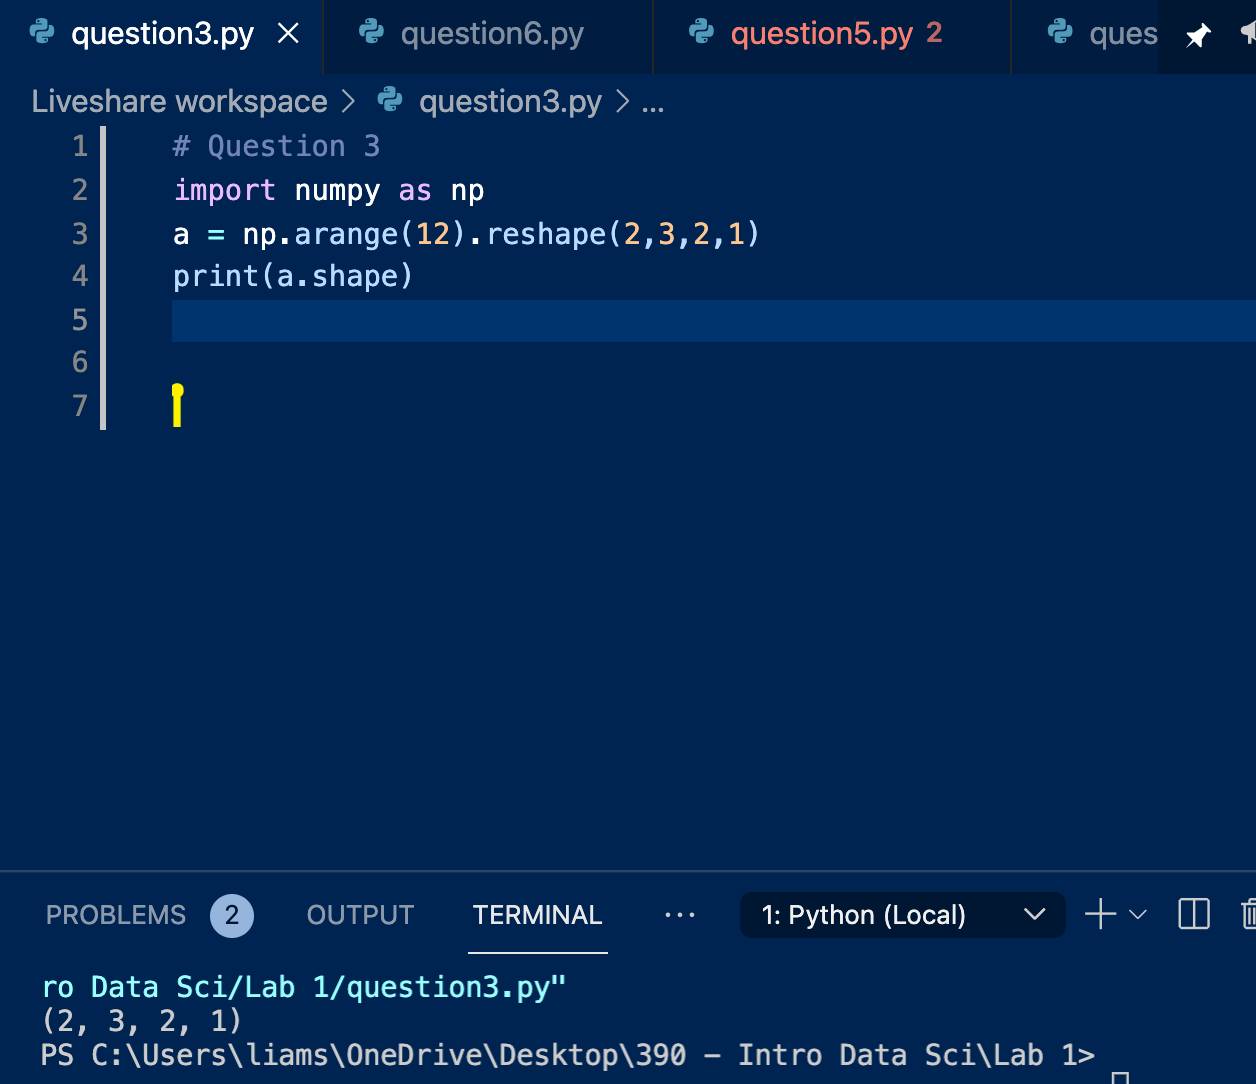 question3.py question6.py question5.py 2 ques
Liveshare workspace > question3.py > ...
1 # Question 3
2 import numpy as np
3 a = np.arange(12).reshape(2,3,2,1)
4 print(a.shape)
5
6
7
PROBLEMS 2 OUTPUT TERMINAL ... 1: Python (Local)
ro Data Sci/Lab 1/question3.py"
(2, 3, 2, 1)
PS C:\Users\liams\OneDrive\Desktop\390 - Intro Data Sci\Lab 1>